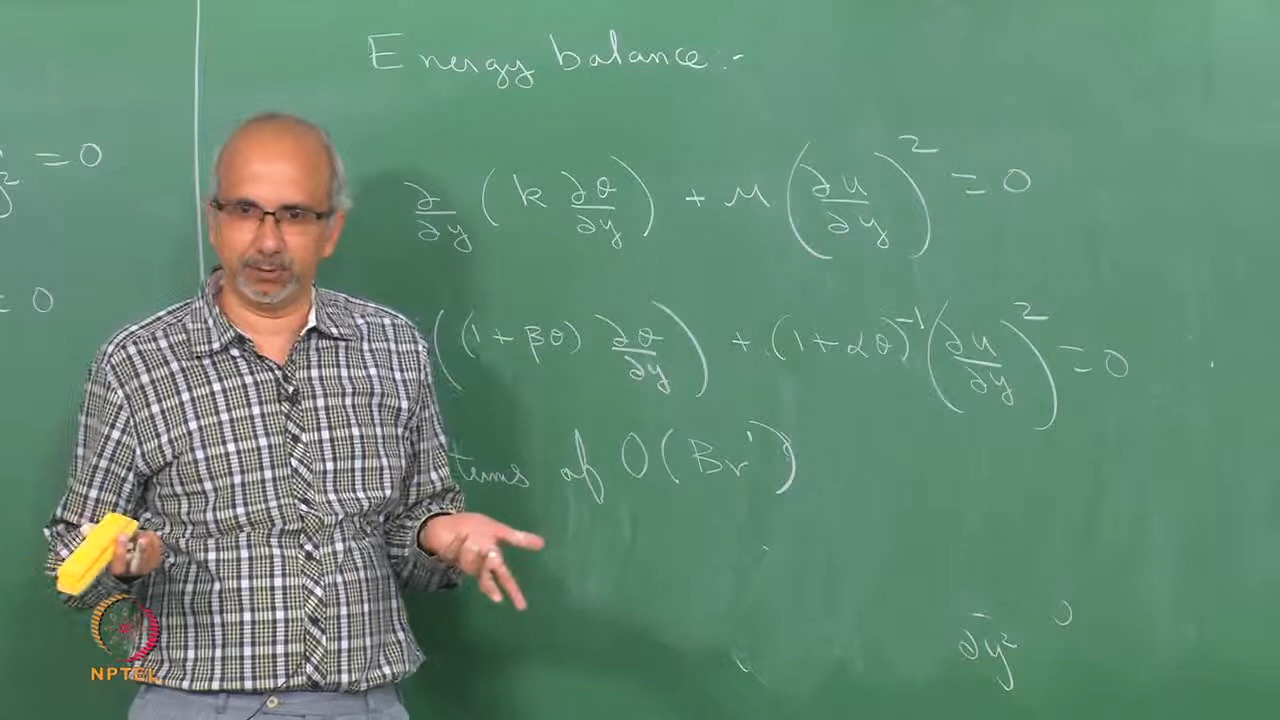 Energy balance:-
∂/∂y (k ∂θ/∂y) + μ (∂u/∂y)² = 0
((1+βθ) ∂θ/∂y) + (1+αθ)⁻¹ (∂u/∂y)² = 0
terms of O(Br¹)
∂y²
= 0
= 0
NPTEL